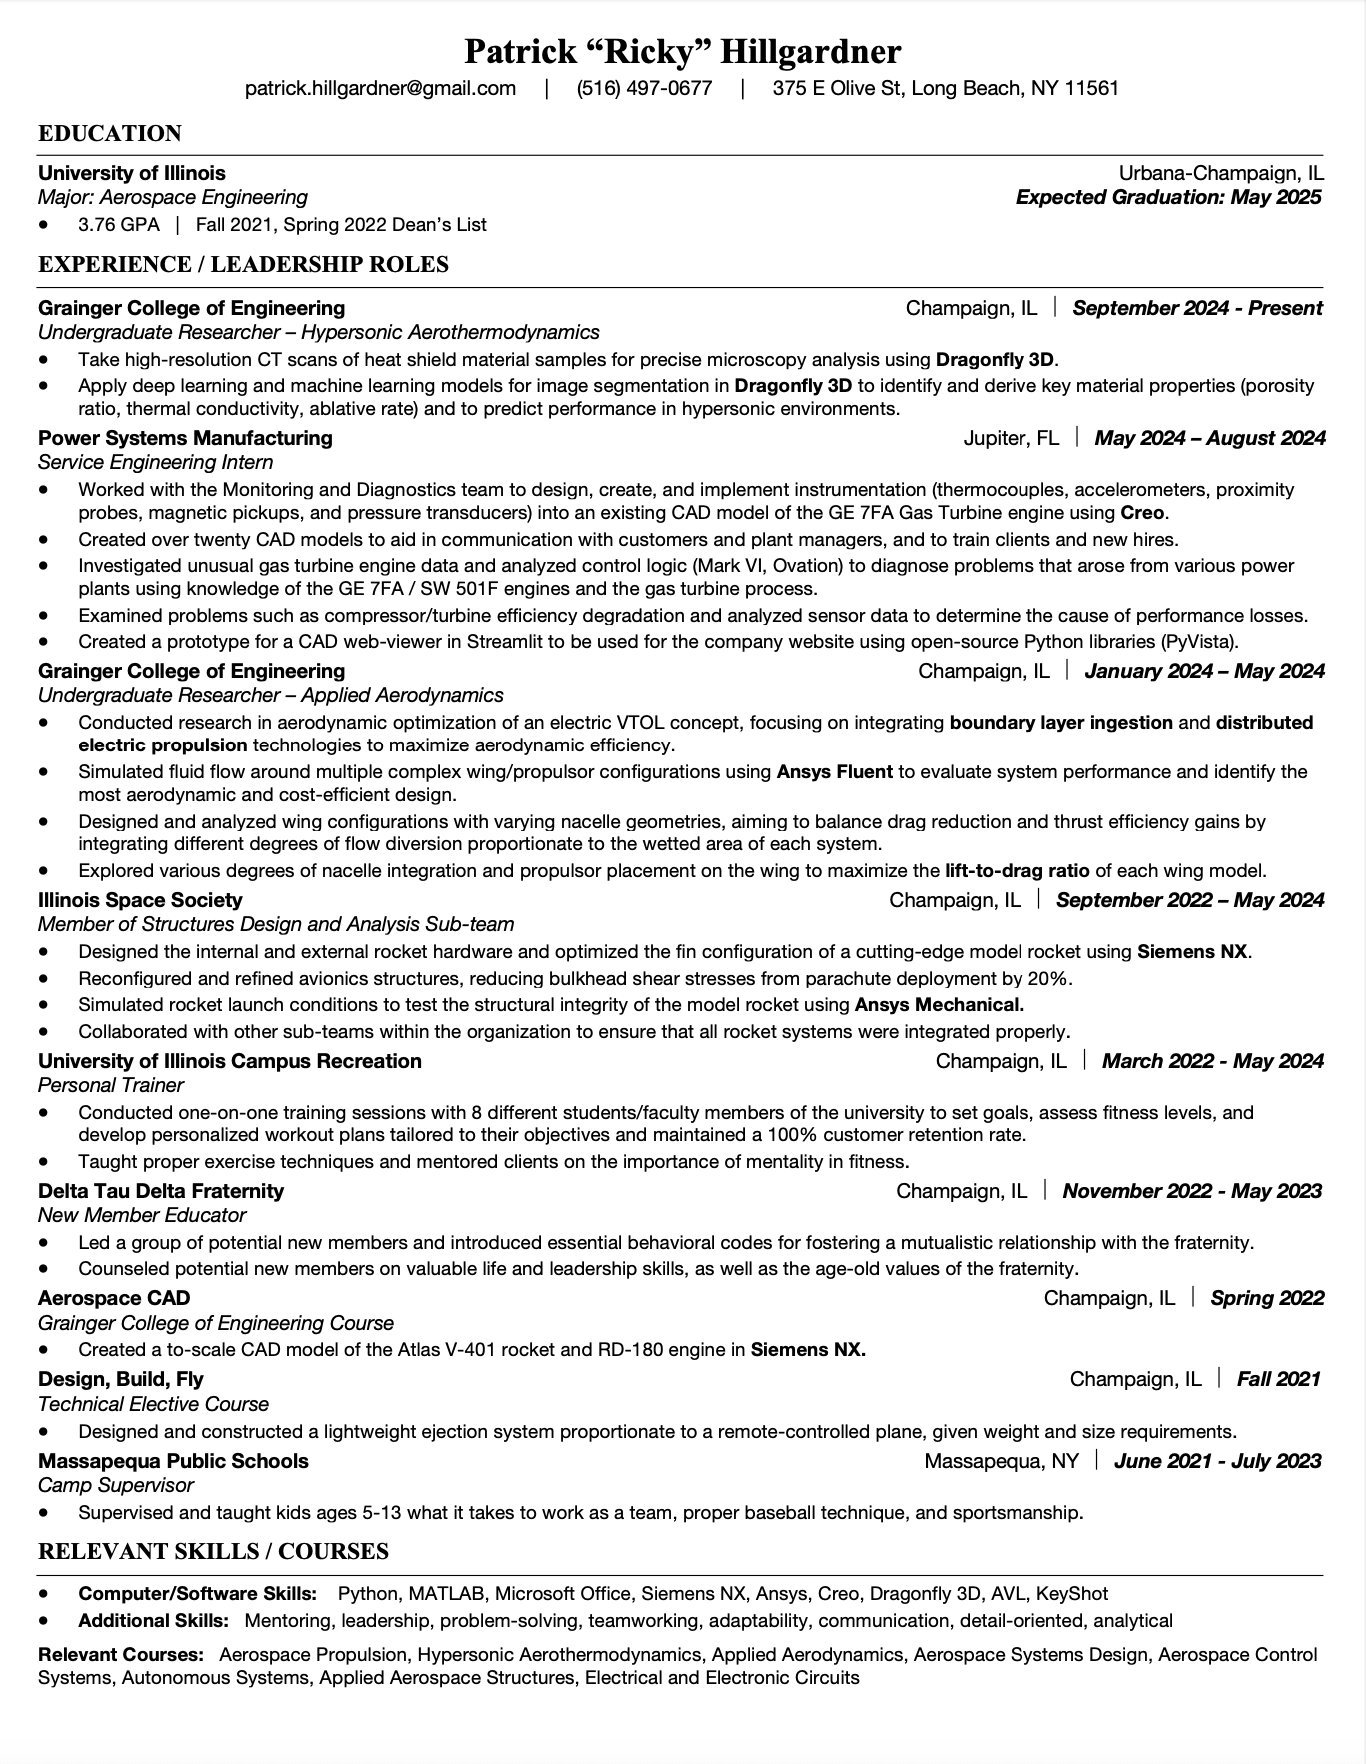 Patrick “Ricky” Hillgardner
patrick.hillgardner@gmail.com | (516) 497-0677 | 375 E Olive St, Long Beach, NY 11561
EDUCATION
University of Illinois Urbana-Champaign, IL
Major: Aerospace Engineering Expected Graduation: May 2025
• 3.76 GPA | Fall 2021, Spring 2022 Dean’s List
EXPERIENCE / LEADERSHIP ROLES
Grainger College of Engineering Champaign, IL | September 2024 - Present
Undergraduate Researcher – Hypersonic Aerothermodynamics
• Take high-resolution CT scans of heat shield material samples for precise microscopy analysis using Dragonfly 3D.
• Apply deep learning and machine learning models for image segmentation in Dragonfly 3D to identify and derive key material properties (porosity
ratio, thermal conductivity, ablative rate) and to predict performance in hypersonic environments.
Power Systems Manufacturing Jupiter, FL | May 2024 – August 2024
Service Engineering Intern
• Worked with the Monitoring and Diagnostics team to design, create, and implement instrumentation (thermocouples, accelerometers, proximity
probes, magnetic pickups, and pressure transducers) into an existing CAD model of the GE 7FA Gas Turbine engine using Creo.
• Created over twenty CAD models to aid in communication with customers and plant managers, and to train clients and new hires.
• Investigated unusual gas turbine engine data and analyzed control logic (Mark VI, Ovation) to diagnose problems that arose from various power
plants using knowledge of the GE 7FA / SW 501F engines and the gas turbine process.
• Examined problems such as compressor/turbine efficiency degradation and analyzed sensor data to determine the cause of performance losses.
• Created a prototype for a CAD web-viewer in Streamlit to be used for the company website using open-source Python libraries (PyVista).
Grainger College of Engineering Champaign, IL | January 2024 – May 2024
Undergraduate Researcher – Applied Aerodynamics
• Conducted research in aerodynamic optimization of an electric VTOL concept, focusing on integrating boundary layer ingestion and distributed
electric propulsion technologies to maximize aerodynamic efficiency.
• Simulated fluid flow around multiple complex wing/propulsor configurations using Ansys Fluent to evaluate system performance and identify the
most aerodynamic and cost-efficient design.
• Designed and analyzed wing configurations with varying nacelle geometries, aiming to balance drag reduction and thrust efficiency gains by
integrating different degrees of flow diversion proportionate to the wetted area of each system.
• Explored various degrees of nacelle integration and propulsor placement on the wing to maximize the lift-to-drag ratio of each wing model.
Illinois Space Society Champaign, IL | September 2022 – May 2024
Member of Structures Design and Analysis Sub-team
• Designed the internal and external rocket hardware and optimized the fin configuration of a cutting-edge model rocket using Siemens NX.
• Reconfigured and refined avionics structures, reducing bulkhead shear stresses from parachute deployment by 20%.
• Simulated rocket launch conditions to test the structural integrity of the model rocket using Ansys Mechanical.
• Collaborated with other sub-teams within the organization to ensure that all rocket systems were integrated properly.
University of Illinois Campus Recreation Champaign, IL | March 2022 - May 2024
Personal Trainer
• Conducted one-on-one training sessions with 8 different students/faculty members of the university to set goals, assess fitness levels, and
develop personalized workout plans tailored to their objectives and maintained a 100% customer retention rate.
• Taught proper exercise techniques and mentored clients on the importance of mentality in fitness.
Delta Tau Delta Fraternity Champaign, IL | November 2022 - May 2023
New Member Educator
• Led a group of potential new members and introduced essential behavioral codes for fostering a mutualistic relationship with the fraternity.
• Counseled potential new members on valuable life and leadership skills, as well as the age-old values of the fraternity.
Aerospace CAD Champaign, IL | Spring 2022
Grainger College of Engineering Course
• Created a to-scale CAD model of the Atlas V-401 rocket and RD-180 engine in Siemens NX.
Design, Build, Fly Champaign, IL | Fall 2021
Technical Elective Course
• Designed and constructed a lightweight ejection system proportionate to a remote-controlled plane, given weight and size requirements.
Massapequa Public Schools Massapequa, NY | June 2021 - July 2023
Camp Supervisor
• Supervised and taught kids ages 5-13 what it takes to work as a team, proper baseball technique, and sportsmanship.
RELEVANT SKILLS / COURSES
• Computer/Software Skills: Python, MATLAB, Microsoft Office, Siemens NX, Ansys, Creo, Dragonfly 3D, AVL, KeyShot
• Additional Skills: Mentoring, leadership, problem-solving, teamworking, adaptability, communication, detail-oriented, analytical
Relevant Courses: Aerospace Propulsion, Hypersonic Aerothermodynamics, Applied Aerodynamics, Aerospace Systems Design, Aerospace Control
Systems, Autonomous Systems, Applied Aerospace Structures, Electrical and Electronic Circuits